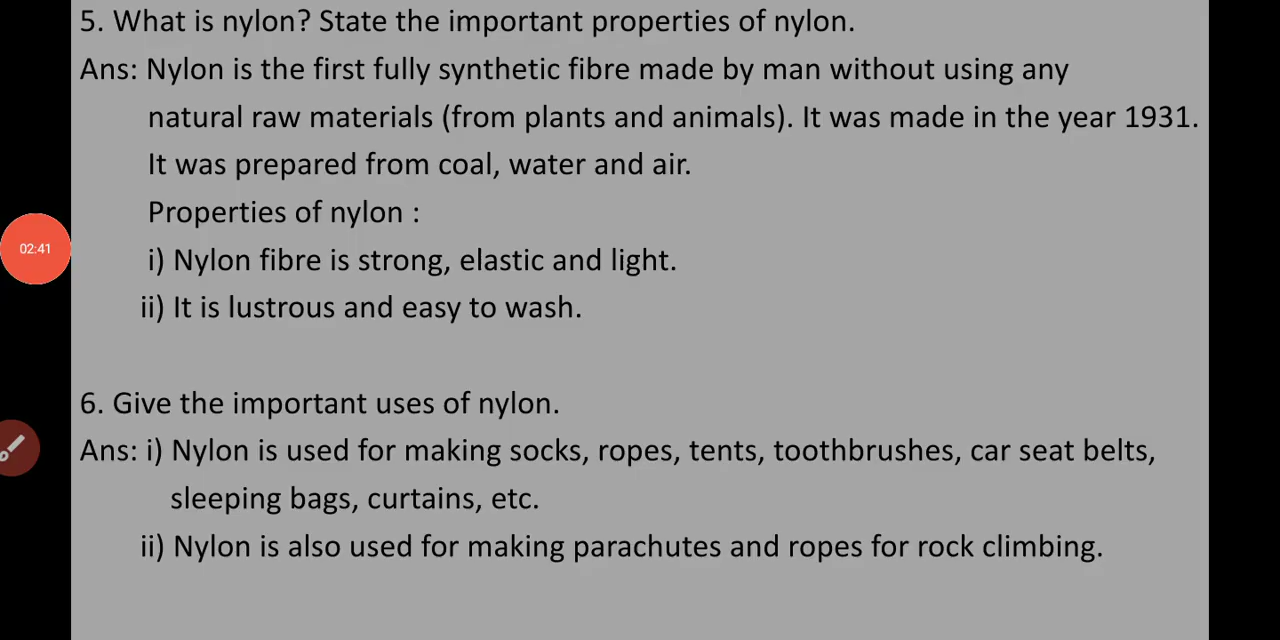 5. What is nylon? State the important properties of nylon.
Ans: Nylon is the first fully synthetic fibre made by man without using any
natural raw materials (from plants and animals). It was made in the year 1931.
It was prepared from coal, water and air.
Properties of nylon :
02:41
i) Nylon fibre is strong, elastic and light.
ii) It is lustrous and easy to wash.
6. Give the important uses of nylon.
Ans: i) Nylon is used for making socks, ropes, tents, toothbrushes, car seat belts,
sleeping bags, curtains, etc.
ii) Nylon is also used for making parachutes and ropes for rock climbing.